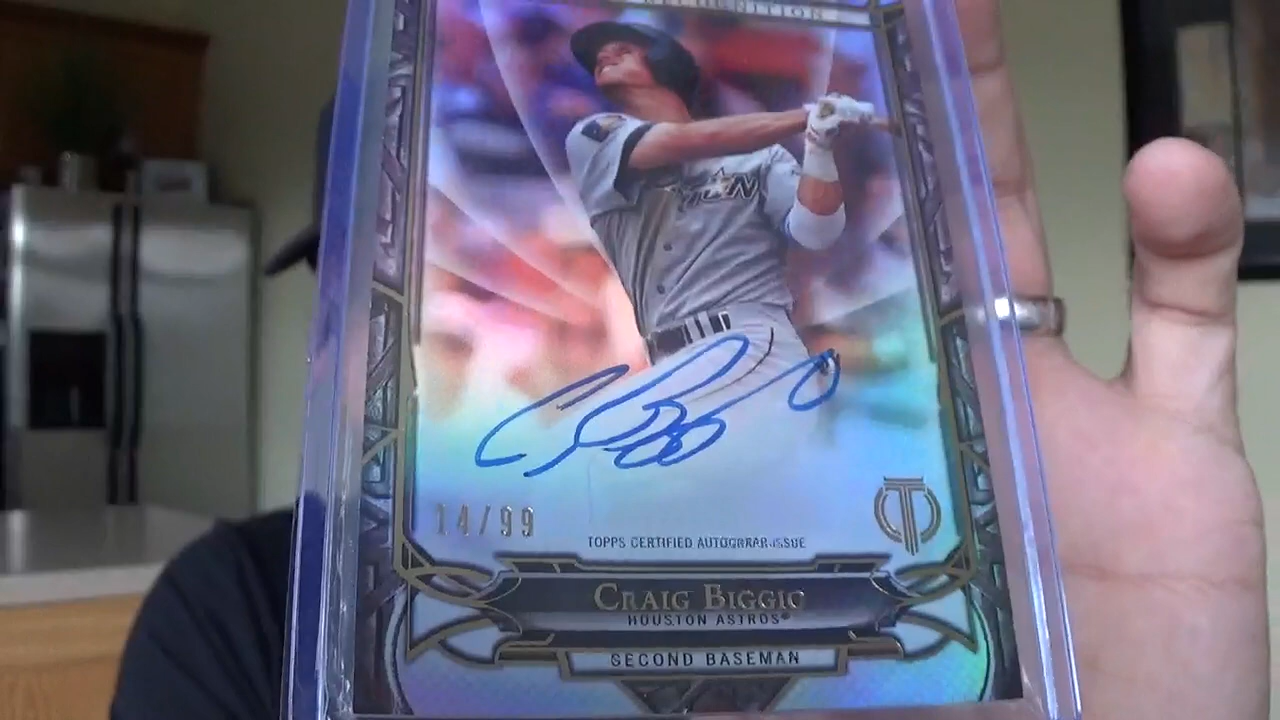 14/99
TOPPS CERTIFIED AUTOGRAPH ISSUE
CRAIG BIGGIO
HOUSTON ASTROS
SECOND BASEMAN